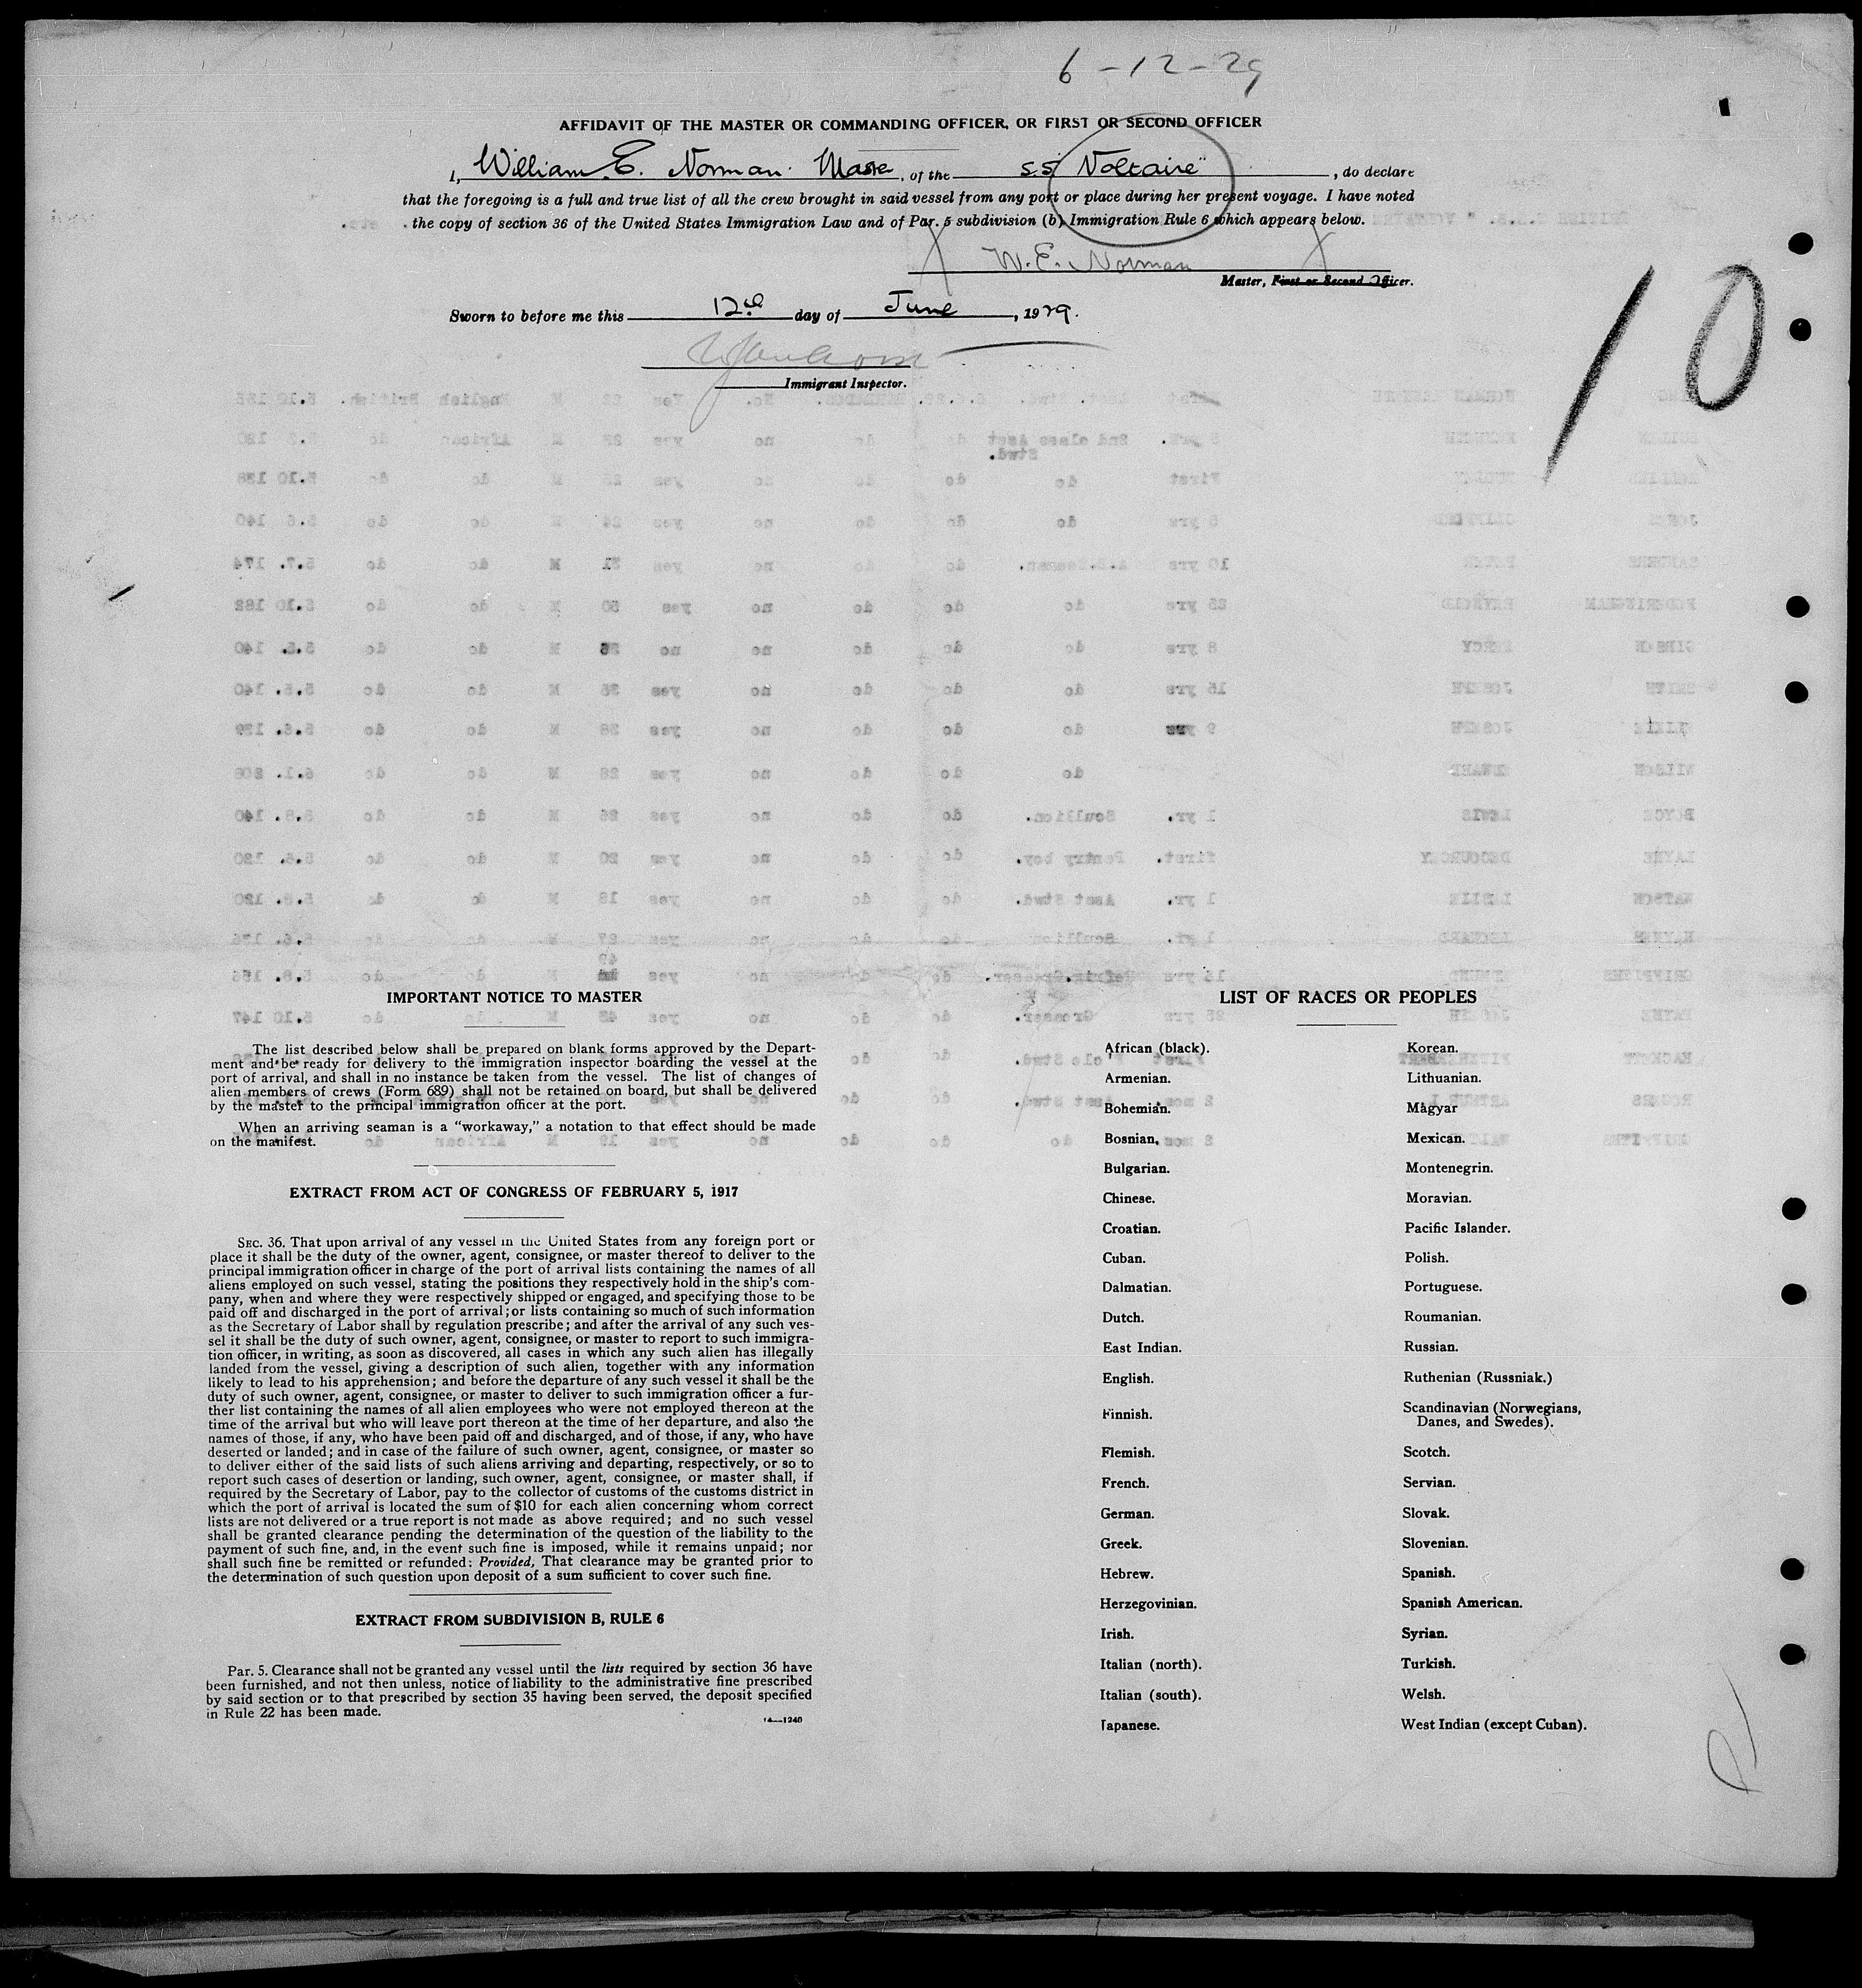 6-12-29
AFFIDAVIT OF THE MASTER OR COMMANDING OFFICER, OR FIRST OR SECOND OFFICER
I, William E. Norman Master, of the S.S. "Voltaire", do declare
that the foregoing is a full and true list of all the crew brought in said vessel from any port or place during her present voyage. I have noted
the copy of section 36 of the United States Immigration Law and of Par. 5 subdivision (b) Immigration Rule 6 which appears below.
W. E. Norman
Master, First or Second Officer.
Sworn to before me this 12th day of June, 1929.
Immigrant Inspector.
10
IMPORTANT NOTICE TO MASTER
The list described below shall be prepared on blank forms approved by the Depart-
ment and be ready for delivery to the immigration inspector boarding the vessel at the
port of arrival, and shall in no instance be taken from the vessel. The list of changes of
alien members of crews (Form 689) shall not be retained on board, but shall be delivered
by the master to the principal immigration officer at the port.
When an arriving seaman is a "workaway," a notation to that effect should be made
on the manifest.
EXTRACT FROM ACT OF CONGRESS OF FEBRUARY 5, 1917
SEC. 36. That upon arrival of any vessel in the United States from any foreign port or
place it shall be the duty of the owner, agent, consignee, or master thereof to deliver to the
principal immigration officer in charge of the port of arrival lists containing the names of all
aliens employed on such vessel, stating the positions they respectively hold in the ship's com-
pany, when and where they were respectively shipped or engaged, and specifying those to be
paid off and discharged in the port of arrival; or lists containing so much of such information
as the Secretary of Labor shall by regulation prescribe; and after the arrival of any such ves-
sel it shall be the duty of such owner, agent, consignee, or master to report to such immigra-
tion officer, in writing, as soon as discovered, all cases in which any such alien has illegally
landed from the vessel, giving a description of such alien, together with any information
likely to lead to his apprehension; and before the departure of any such vessel it shall be the
duty of such owner, agent, consignee, or master to deliver to such immigration officer a fur-
ther list containing the names of all alien employees who were not employed thereon at the
time of the arrival but who will leave port thereon at the time of her departure, and also the
names of those, if any, who have been paid off and discharged, and of those, if any, who have
deserted or landed; and in case of the failure of such owner, agent, consignee, or master so
to deliver either of the said lists of such aliens arriving and departing, respectively, or so to
report such cases of desertion or landing, such owner, agent, consignee, or master shall, if
required by the Secretary of Labor, pay to the collector of customs of the customs district in
which the port of arrival is located the sum of $10 for each alien concerning whom correct
lists are not delivered or a true report is not made as above required; and no such vessel
shall be granted clearance pending the determination of the question of the liability to the
payment of such fine, and, in the event such fine is imposed, while it remains unpaid; nor
shall such fine be remitted or refunded: Provided, That clearance may be granted prior to
the determination of such question upon deposit of a sum sufficient to cover such fine.
EXTRACT FROM SUBDIVISION B, RULE 6
Par. 5. Clearance shall not be granted any vessel until the lists required by section 36 have
been furnished, and not then unless, notice of liability to the administrative fine prescribed
by said section or to that prescribed by section 35 having been served, the deposit specified
in Rule 22 has been made.
14—1240
LIST OF RACES OR PEOPLES
African (black).
Armenian.
Bohemian.
Bosnian.
Bulgarian.
Chinese.
Croatian.
Cuban.
Dalmatian.
Dutch.
East Indian.
English.
Finnish.
Flemish.
French.
German.
Greek.
Hebrew.
Herzegovinian.
Irish.
Italian (north).
Italian (south).
Japanese.
Korean.
Lithuanian.
Magyar
Mexican.
Montenegrin.
Moravian.
Pacific Islander.
Polish.
Portuguese.
Roumanian.
Russian.
Ruthenian (Russniak.)
Scandinavian (Norwegians,
Danes, and Swedes).
Scotch.
Servian.
Slovak.
Slovenian.
Spanish.
Spanish American.
Syrian.
Turkish.
Welsh.
West Indian (except Cuban).